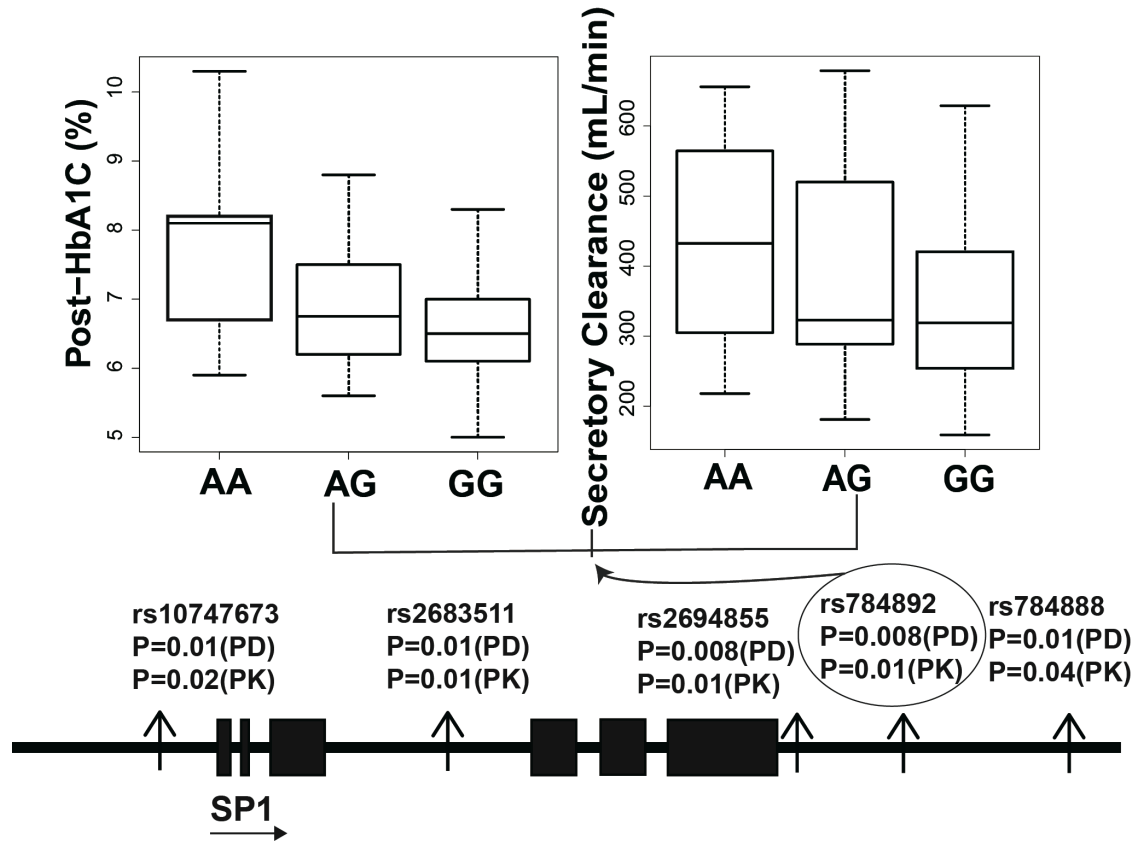 Post–HbA1C (%)
10
9
8
7
6
5
AA
AG
GG
Secretory Clearance (mL/min)
600
500
400
300
200
AA
AG
GG
rs10747673
P=0.01(PD)
P=0.02(PK)
rs2683511
P=0.01(PD)
P=0.01(PK)
rs2694855
P=0.008(PD)
P=0.01(PK)
rs784892
P=0.008(PD)
P=0.01(PK)
rs784888
P=0.01(PD)
P=0.04(PK)
SP1